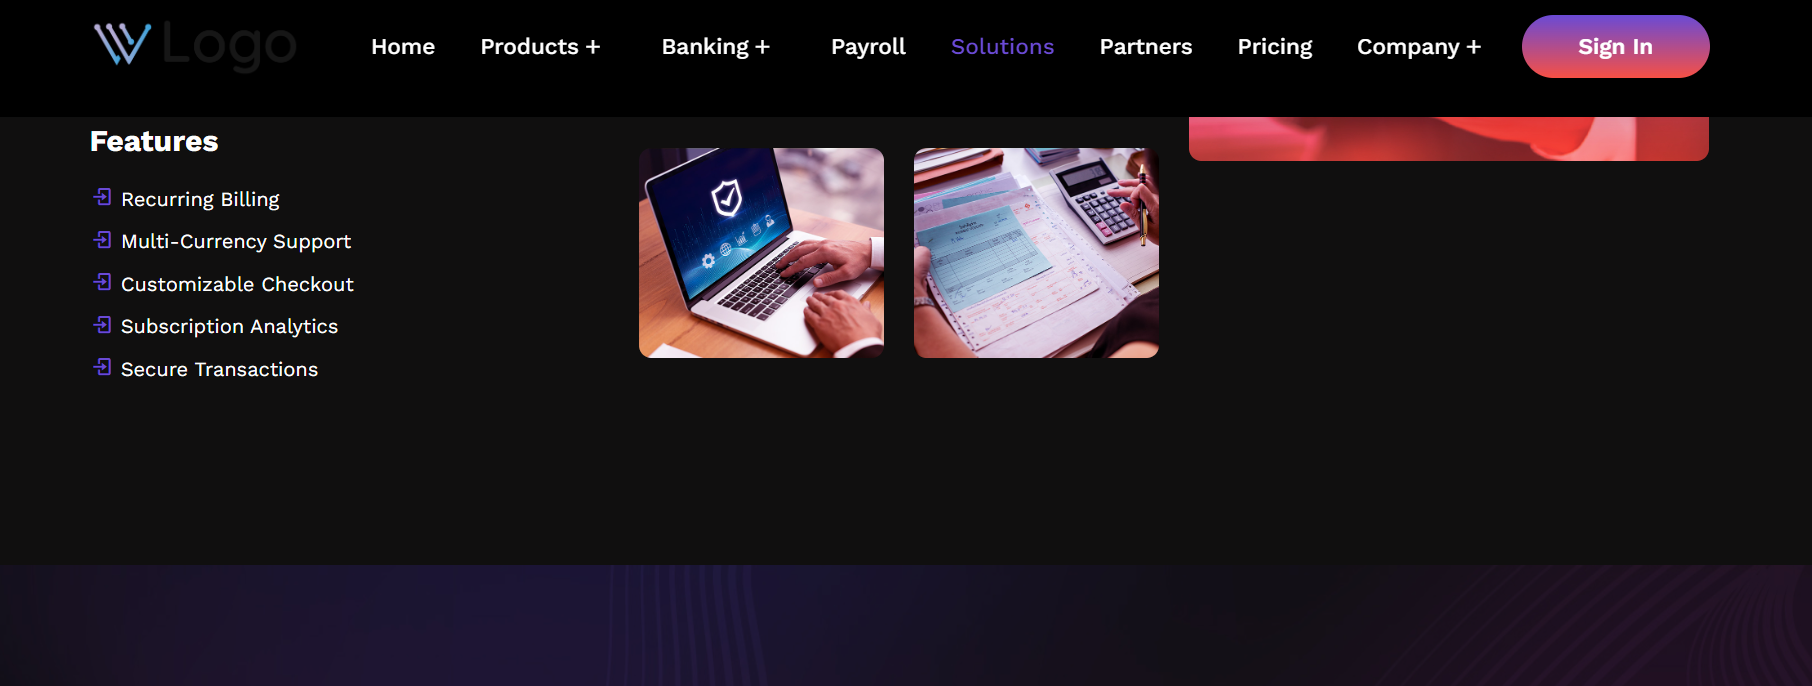 Logo
Home
Products +
Banking +
Payroll
Solutions
Partners
Pricing
Company +
Sign In
Features
Recurring Billing
Multi-Currency Support
Customizable Checkout
Subscription Analytics
Secure Transactions